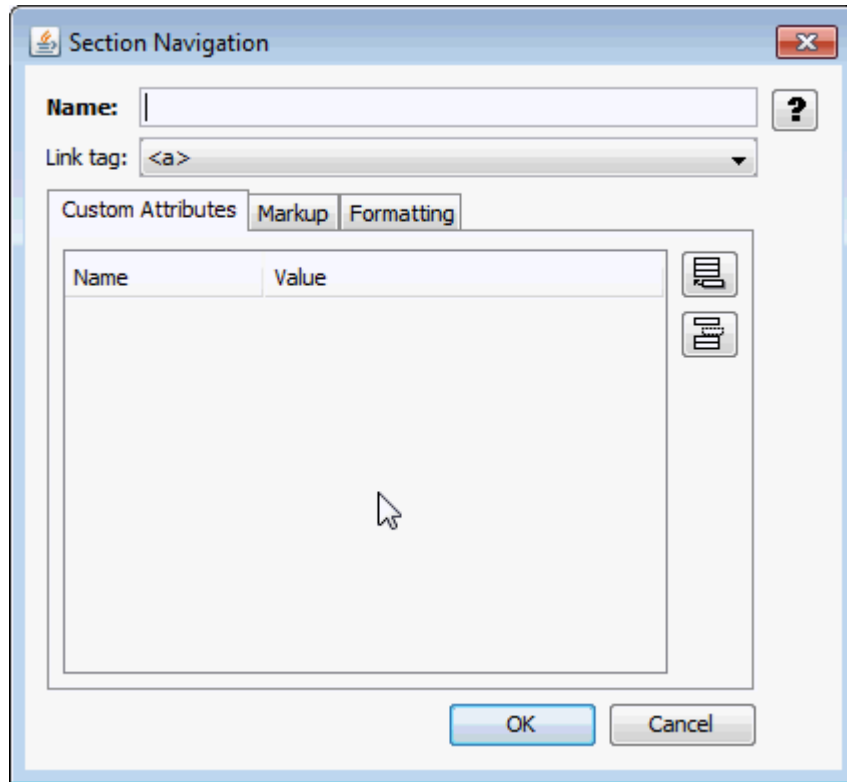 Section Navigation
Name:
?
Link tag: <a>
Custom Attributes Markup Formatting
Name Value
OK Cancel